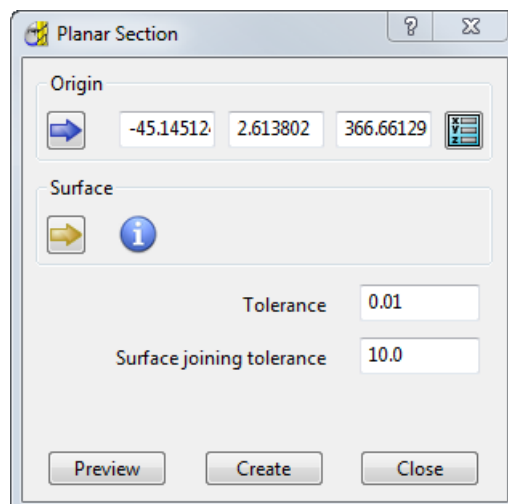 Planar Section
Origin
-45.14512 2.613802 366.66129
Surface
Tolerance 0.01
Surface joining tolerance 10.0
Preview Create Close